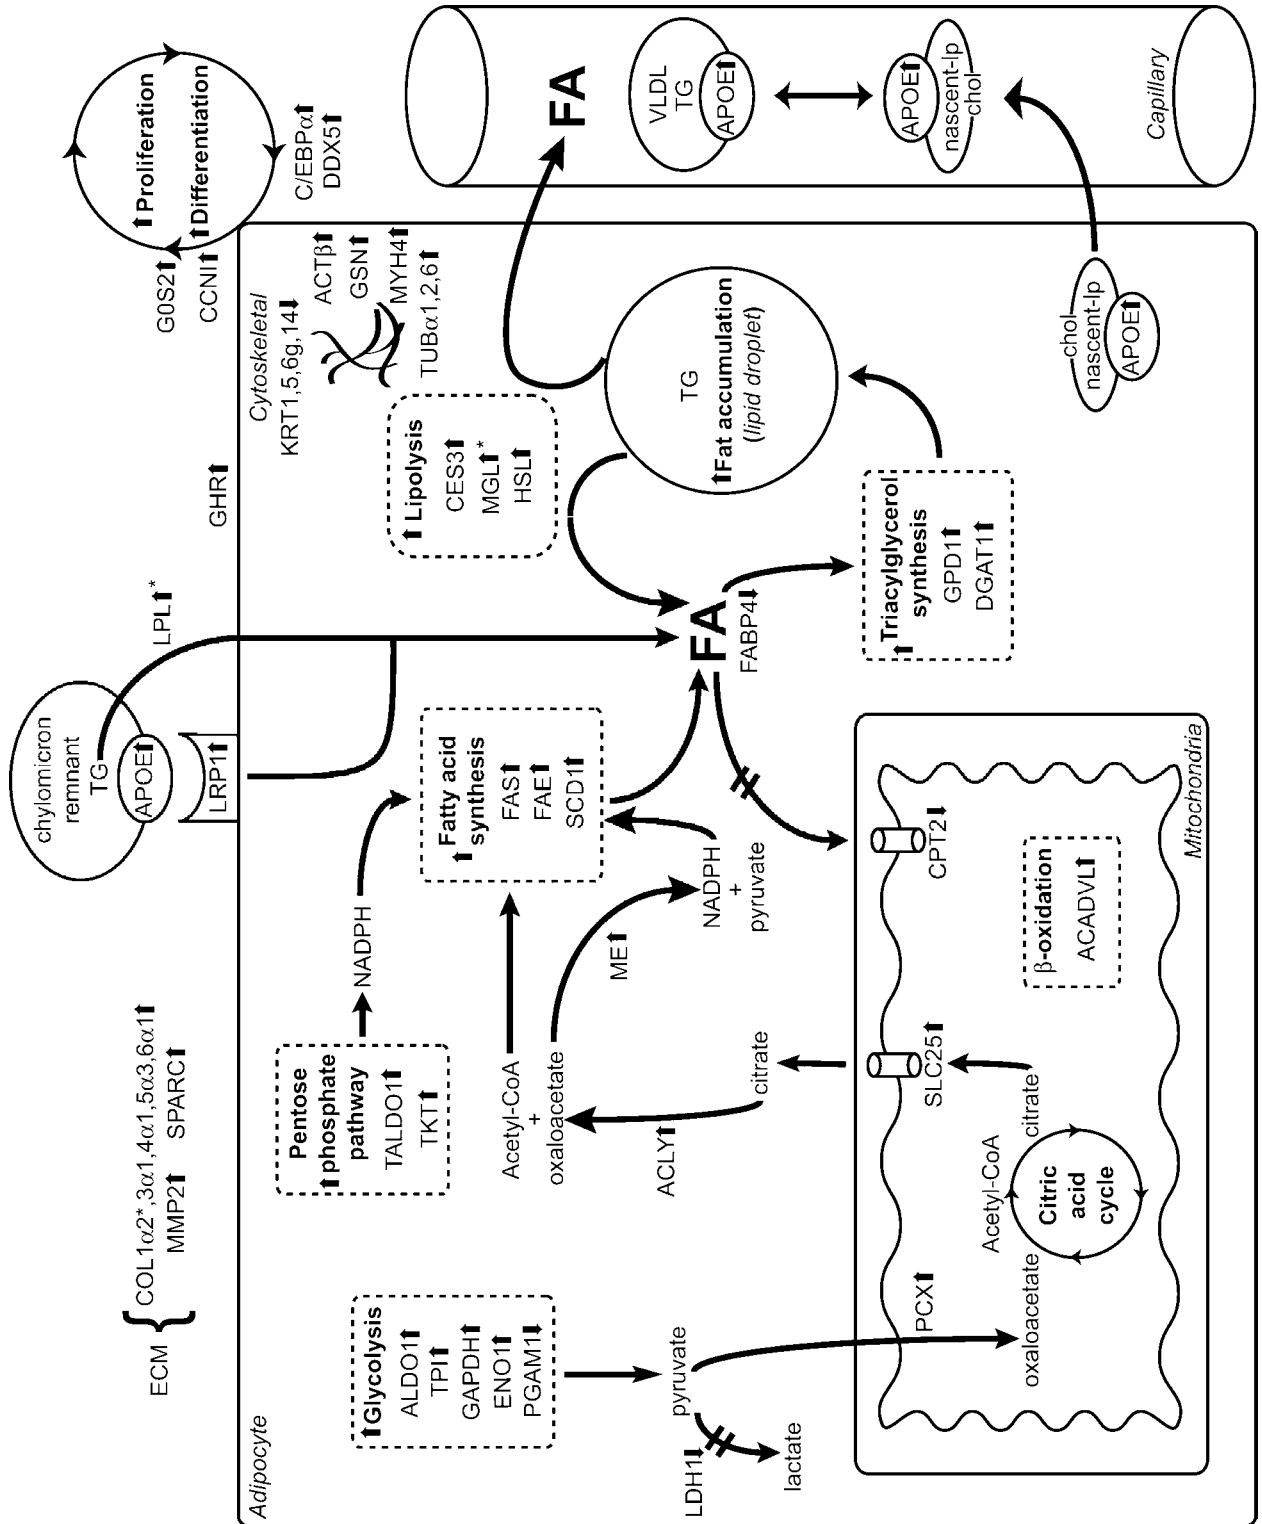 ECM
COL1α2*,3α1,4α1,5α3,6α1⬆
MMP2⬆ SPARC⬆
chylomicron
remnant
TG
APOE⬆
LRP1⬆
LPL⬆*
GHR⬆
G0S2⬆
CCNI⬆
⬆Proliferation
⬆Differentiation
C/EBPα⬆
DDX5⬆
Adipocyte
⬆Glycolysis
ALDO1⬆
TPI⬆
GAPDH⬆
ENO1⬆
PGAM1⬇
pyruvate
LDH1⬇
lactate
Pentose
⬆phosphate
pathway
TALDO1⬆
TKT⬆
NADPH
Acetyl-CoA
+
oxaloacetate
ACLY⬆
citrate
ME⬆
NADPH
+
pyruvate
⬆Fatty acid
synthesis
FAS⬆
FAE⬆
SCD1⬆
FA
FABP4⬇
⬆Lipolysis
CES3⬆
MGL⬆*
HSL⬆
Cytoskeletal
KRT1,5,6g,14⬇
ACTβ⬆
GSN⬆
MYH4⬆
TUBα1,2,6⬆
TG
⬆Fat accumulation
(lipid droplet)
⬆Triacylglycerol
synthesis
GPD1⬆
DGAT1⬆
chol
nascent-lp
APOE⬆
Mitochondria
PCX⬆
oxaloacetate
Acetyl-CoA
Citric
acid
cycle
citrate
SLC25⬆
CPT2⬇
β-oxidation
ACADVL⬆
FA
VLDL
TG
APOE⬆
APOE⬆
nascent-lp
chol
Capillary